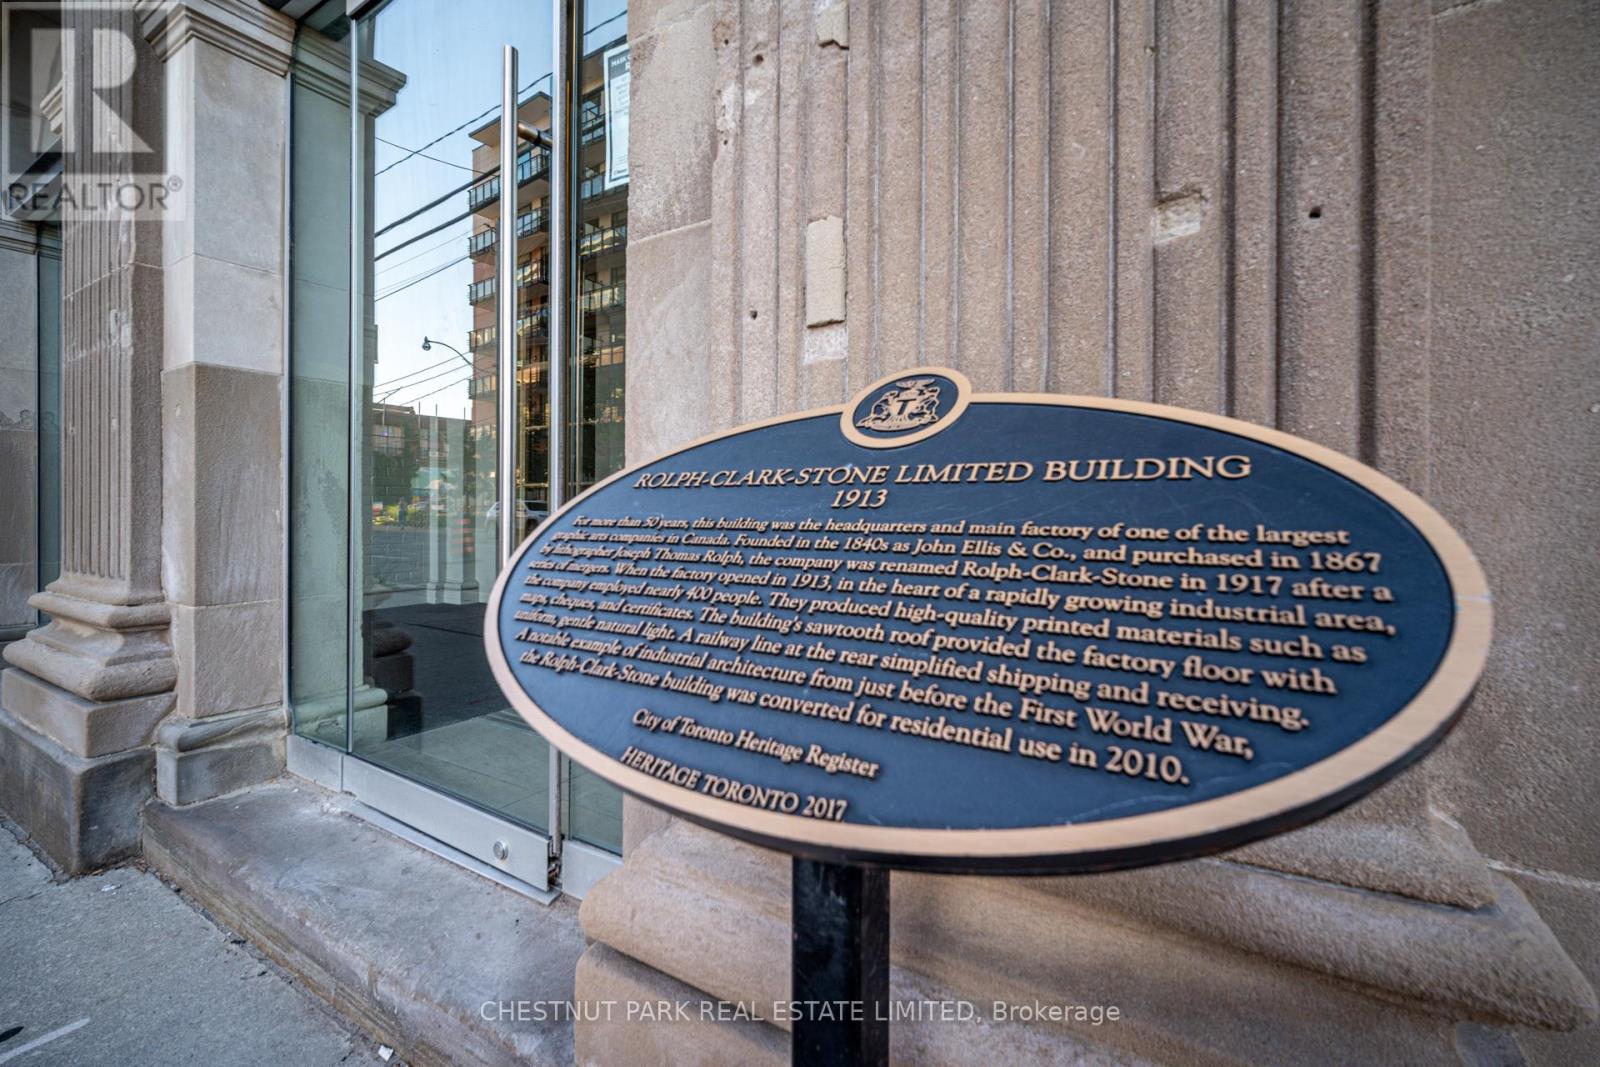 REALTOR®
MASK
ROLPH-CLARK-STONE LIMITED BUILDING
1913
For more than 50 years, this building was the headquarters and main factory of one of the largest
graphic arts companies in Canada. Founded in the 1840s as John Ellis & Co., and purchased in 1867
by lithographer Joseph Thomas Rolph, the company was renamed Rolph-Clark-Stone in 1917 after a
series of mergers. When the factory opened in 1913, in the heart of a rapidly growing industrial area,
the company employed nearly 400 people. They produced high-quality printed materials such as
maps, cheques, and certificates. The building's sawtooth roof provided the factory floor with
uniform, gentle natural light. A railway line at the rear simplified shipping and receiving.
A notable example of industrial architecture from just before the First World War,
the Rolph-Clark-Stone building was converted for residential use in 2010.
City of Toronto Heritage Register
HERITAGE TORONTO 2017
CHESTNUT PARK REAL ESTATE LIMITED, Brokerage